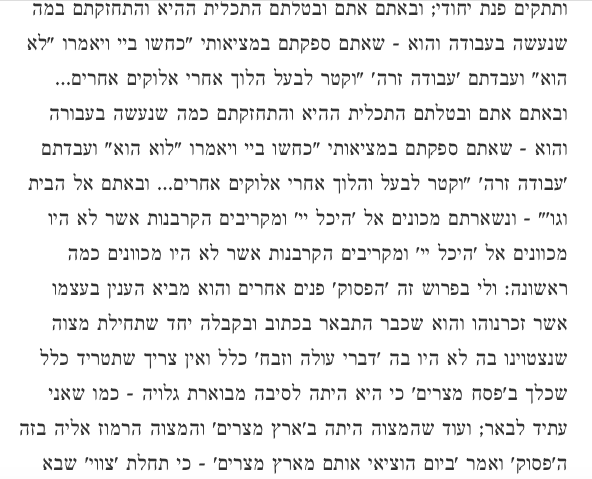 ותתקים פנת יחודי; ובאתם אתם ובטלתם התכלית ההיא והתחזקתם במה
שנעשה בעבודה והוא - שאתם ספקתם במציאותי "כחשו ביי ויאמרו "לא
הוא" ועבדתם 'עבודה זרה' "וקטר לבעל הלוך אחרי אלוקים אחרים...
ובאתם אתם ובטלתם התכלית ההיא והתחזקתם כמה שנעשה בעבורה
והוא - שאתם ספקתם במציאותי "כחשו ביי ויאמרו "לוא הוא" ועבדתם
'עבודה זרה' "וקטר לבעל והלוך אחרי אלוקים אחרים... ובאתם אל הבית
וגו'" - ונשארתם מכונים אל 'היכל יי' ומקריבים הקרבנות אשר לא היו
מכוונים אל 'היכל יי' ומקריבים הקרבנות אשר לא היו מכוונים כמה
ראשונה: ולי בפרוש זה 'הפסוק' פנים אחרים והוא מביא הענין בעצמו
אשר זכרנוהו והוא שכבר התבאר בכתוב ובקבלה יחד שתחילת מצוה
שנצטוינו בה לא היו בה 'דברי עולה וזבח' כלל ואין צריך שתטריד כלל
שכלך ב'פסח מצרים' כי היא היתה לסיבה מבוארת גלויה - כמו שאני
עתיד לבאר; ועוד שהמצוה היתה ב'ארץ מצרים' והמצוה הרמוז אליה בזה
ה'פסוק' ואמר 'ביום הוציאי אותם מארץ מצרים' - כי תחלת 'צווי' שבא